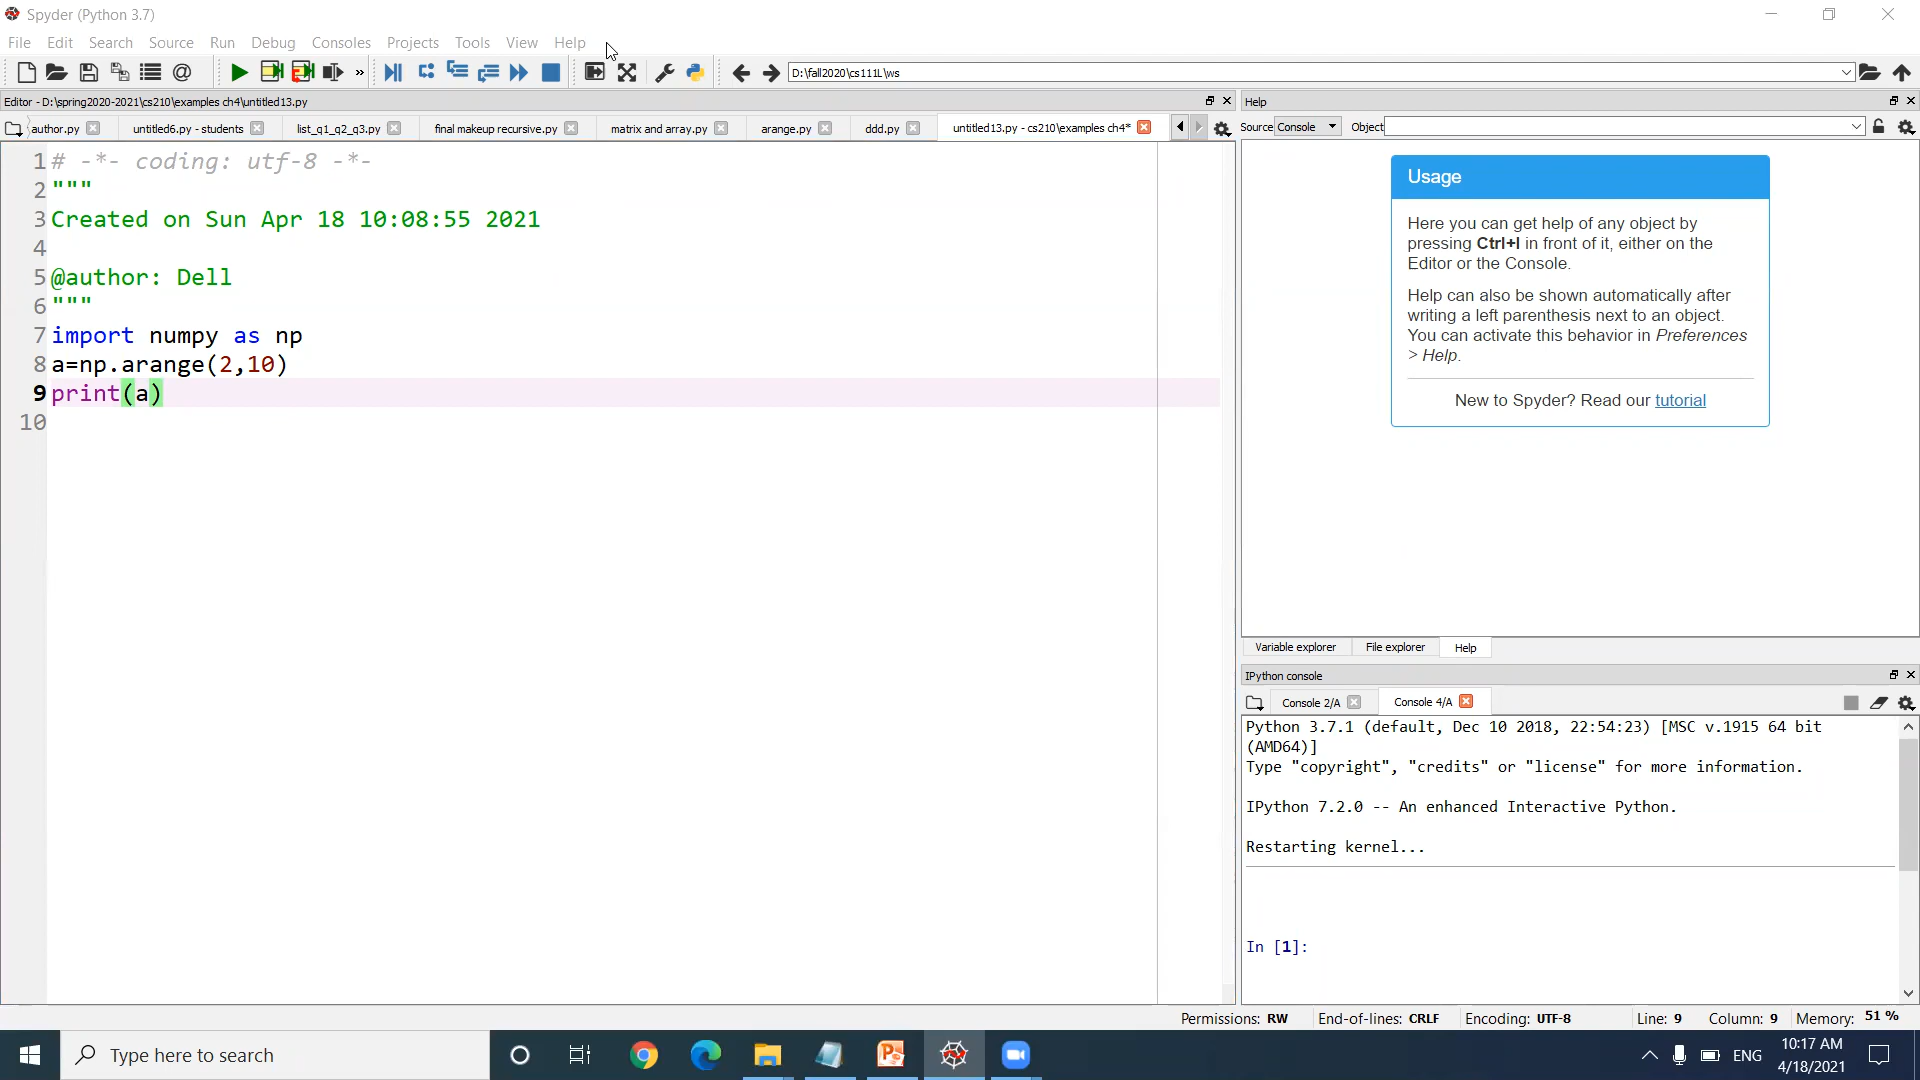 Spyder (Python 3.7)
File Edit Search Source Run Debug Consoles Projects Tools View Help
D:\fall2020\cs111L\ws
Editor - D:\spring2020-2021\cs210\examples ch4\untitled13.py
Help
author.py untitled6.py - students list_q1_q2_q3.py final makeup recursive.py matrix and array.py arange.py ddd.py untitled13.py - cs210\examples ch4*
Source Console Object
1 # -*- coding: utf-8 -*-
2 """
3 Created on Sun Apr 18 10:08:55 2021
4
5 @author: Dell
6 """
7 import numpy as np
8 a=np.arange(2,10)
9 print(a)
10
Usage
Here you can get help of any object by
pressing Ctrl+I in front of it, either on the
Editor or the Console.
Help can also be shown automatically after
writing a left parenthesis next to an object.
You can activate this behavior in Preferences
> Help.
New to Spyder? Read our tutorial
Variable explorer File explorer Help
IPython console
Console 2/A Console 4/A
Python 3.7.1 (default, Dec 10 2018, 22:54:23) [MSC v.1915 64 bit
(AMD64)]
Type "copyright", "credits" or "license" for more information.
IPython 7.2.0 -- An enhanced Interactive Python.
Restarting kernel...
In [1]:
Permissions: RW End-of-lines: CRLF Encoding: UTF-8 Line: 9 Column: 9 Memory: 51 %
Type here to search
ENG
10:17 AM
4/18/2021